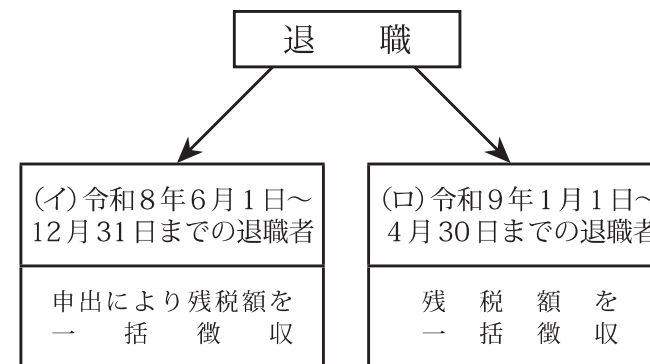 退　職
(イ)令和8年6月1日～
12月31日までの退職者
申出により残税額を
一括徴収
(ロ)令和9年1月1日～
4月30日までの退職者
残税額を
一括徴収